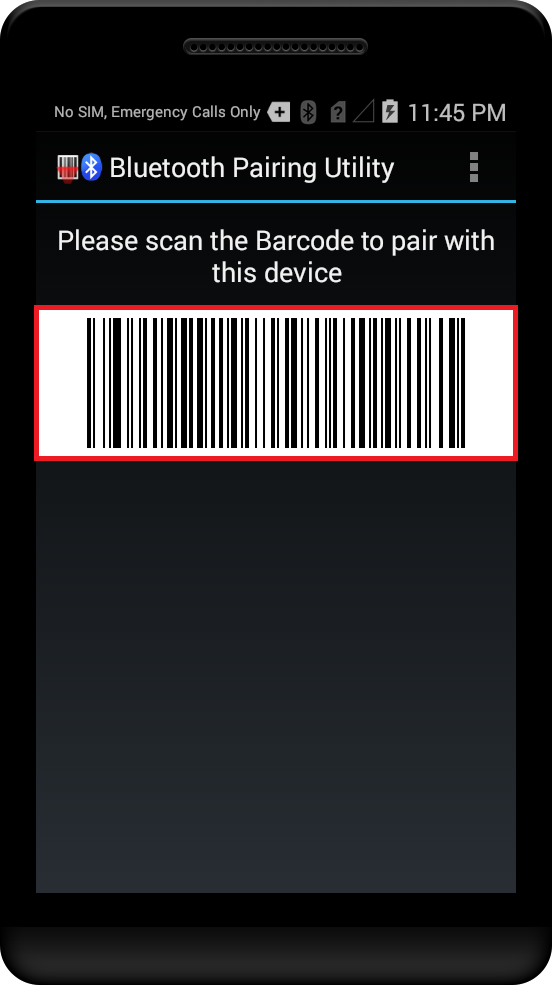 No SIM, Emergency Calls Only 11:45 PM
Bluetooth Pairing Utility
Please scan the Barcode to pair with
this device